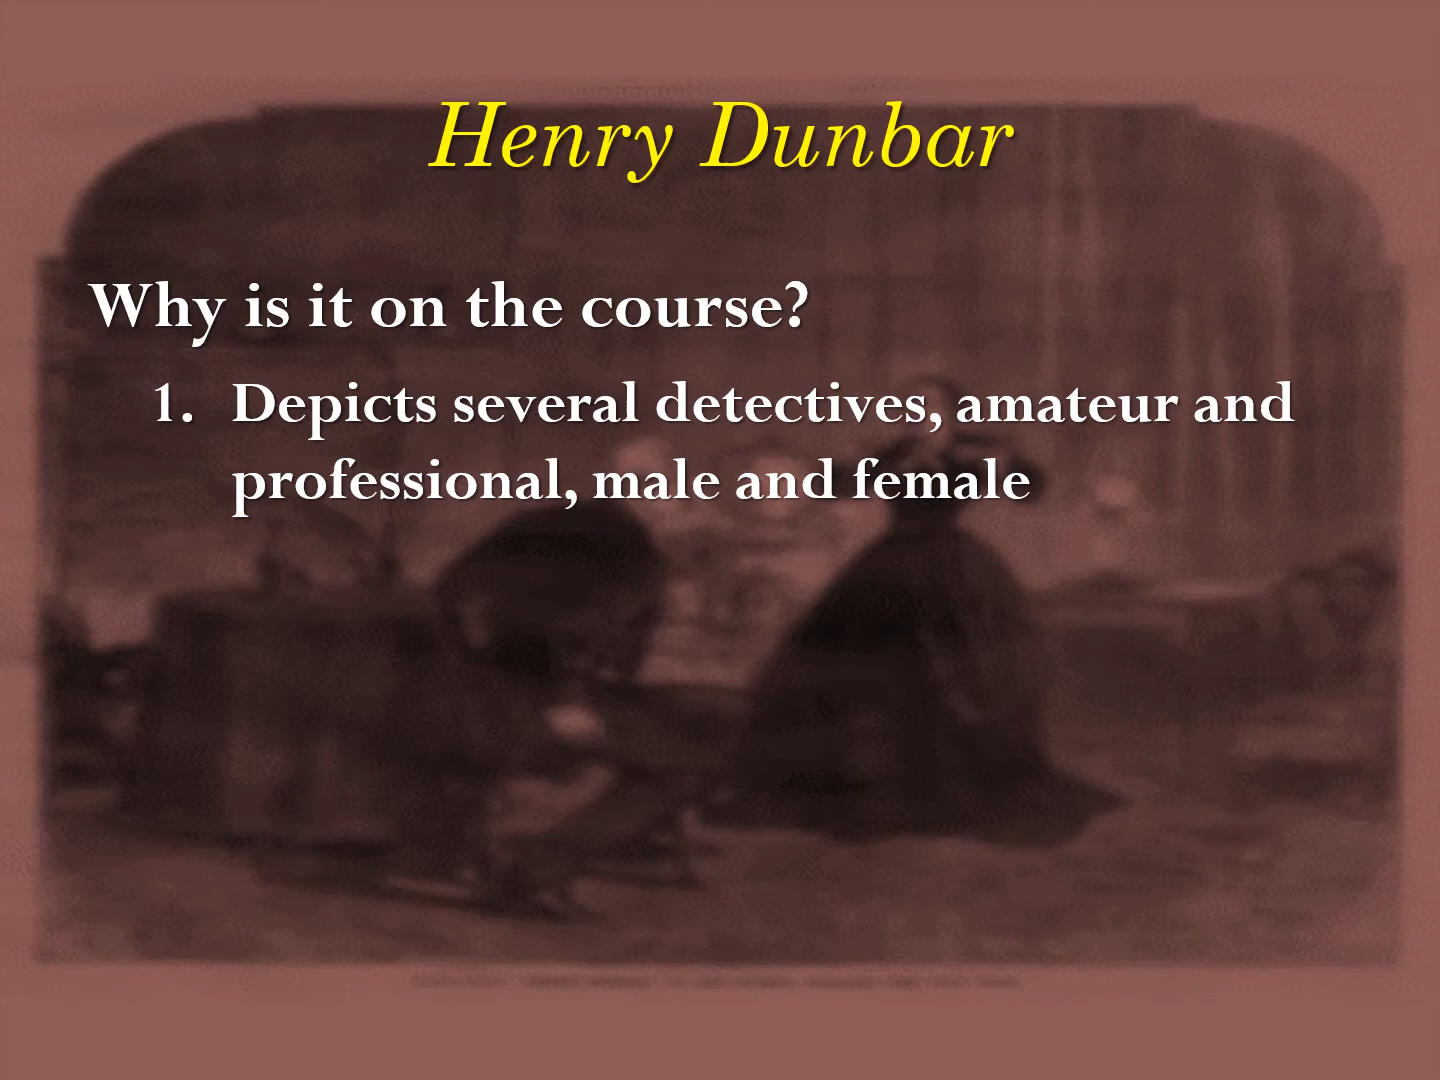 Henry Dunbar
Why is it on the course?
1. Depicts several detectives, amateur and
professional, male and female